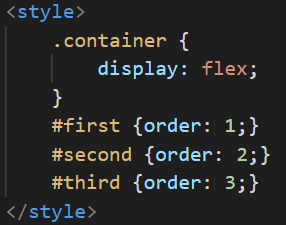 <style>
    .container {
        display: flex;
    }
    #first {order: 1;}
    #second {order: 2;}
    #third {order: 3;}
</style>